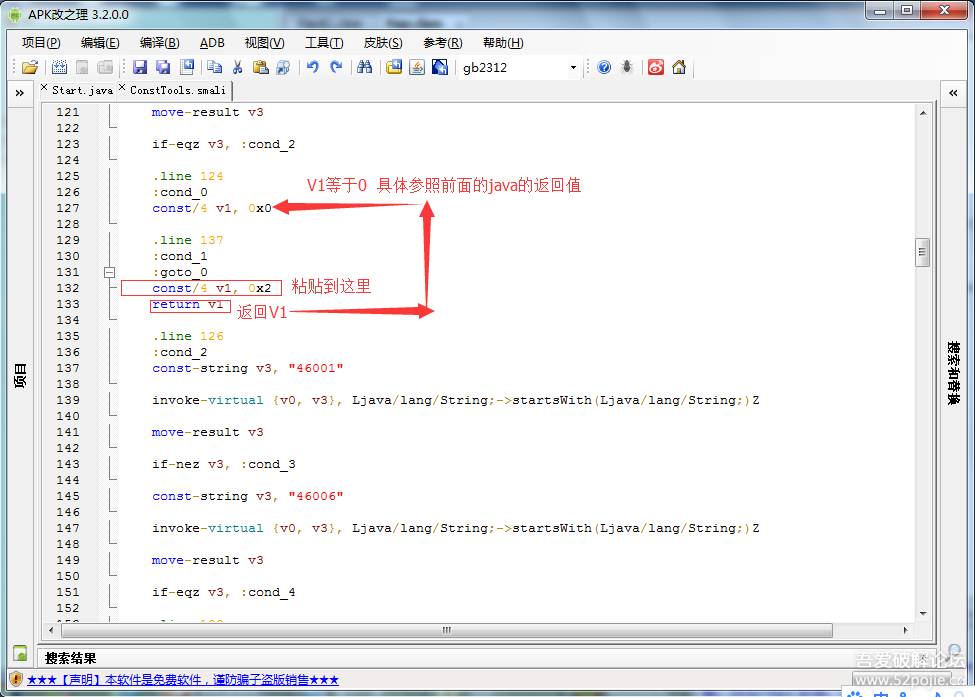 APK改之理 3.2.0.0
项目(P) 编辑(E) 编译(B) ADB 视图(V) 工具(T) 皮肤(S) 参考(R) 帮助(H)
gb2312
» × Start.java × ConstTools.smali «
121 move-result v3
122
123 if-eqz v3, :cond_2
124
125 .line 124
126 :cond_0
V1等于0 具体参照前面的java的返回值
127 const/4 v1, 0x0
128
129 .line 137
130 :cond_1
131 :goto_0
132 const/4 v1, 0x2 粘贴到这里
133 return v1 返回V1
134
135 .line 126
136 :cond_2
137 const-string v3, "46001"
138
139 invoke-virtual {v0, v3}, Ljava/lang/String;->startsWith(Ljava/lang/String;)Z
140
141 move-result v3
142
143 if-nez v3, :cond_3
144
145 const-string v3, "46006"
146
147 invoke-virtual {v0, v3}, Ljava/lang/String;->startsWith(Ljava/lang/String;)Z
148
149 move-result v3
150
151 if-eqz v3, :cond_4
152
项目
搜索和替换
搜索结果
★★★【声明】本软件是免费软件，谨防骗子盗版销售★★★
吾爱破解论坛
www.52pojie.cn